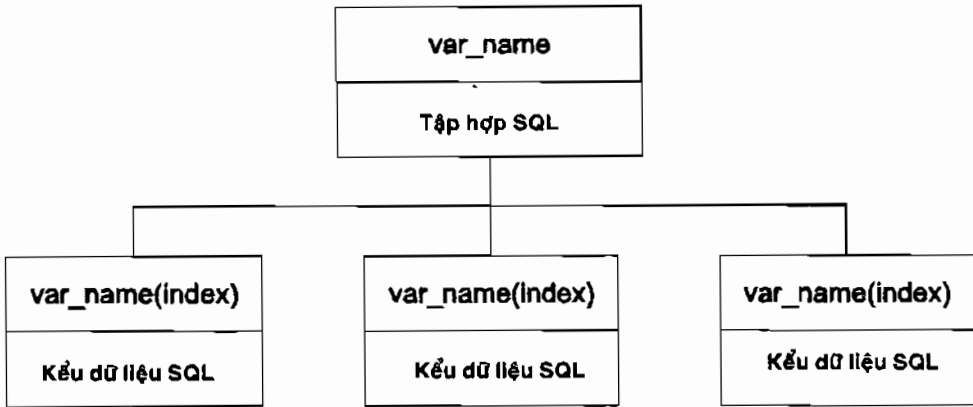 var_name
Tập hợp SQL
var_name(index)
var_name(index)
var_name(index)
Kểu dữ liệu SQL
Kểu dữ liệu SQL
Kểu dữ liệu SQL